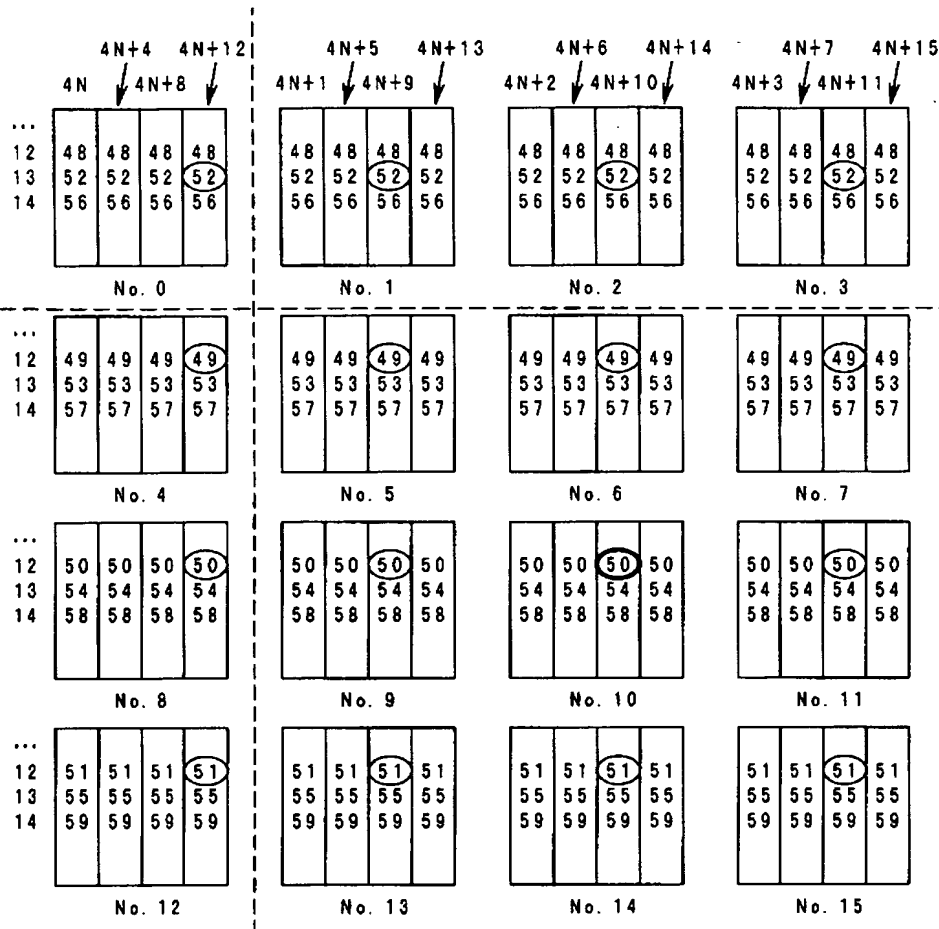 4N+4 4N+12 4N+5 4N+13 4N+6 4N+14 4N+7 4N+15
4N 4N+8 4N+1 4N+9 4N+2 4N+10 4N+3 4N+11
...
12 48 48 48 48 48 48 48 48 48 48 48 48 48 48 48 48
13 52 52 52 52 52 52 52 52 52 52 52 52 52 52 52 52
14 56 56 56 56 56 56 56 56 56 56 56 56 56 56 56 56
No. 0 No. 1 No. 2 No. 3
...
12 49 49 49 49 49 49 49 49 49 49 49 49 49 49 49 49
13 53 53 53 53 53 53 53 53 53 53 53 53 53 53 53 53
14 57 57 57 57 57 57 57 57 57 57 57 57 57 57 57 57
No. 4 No. 5 No. 6 No. 7
...
12 50 50 50 50 50 50 50 50 50 50 50 50 50 50 50 50
13 54 54 54 54 54 54 54 54 54 54 54 54 54 54 54 54
14 58 58 58 58 58 58 58 58 58 58 58 58 58 58 58 58
No. 8 No. 9 No. 10 No. 11
...
12 51 51 51 51 51 51 51 51 51 51 51 51 51 51 51 51
13 55 55 55 55 55 55 55 55 55 55 55 55 55 55 55 55
14 59 59 59 59 59 59 59 59 59 59 59 59 59 59 59 59
No. 12 No. 13 No. 14 No. 15